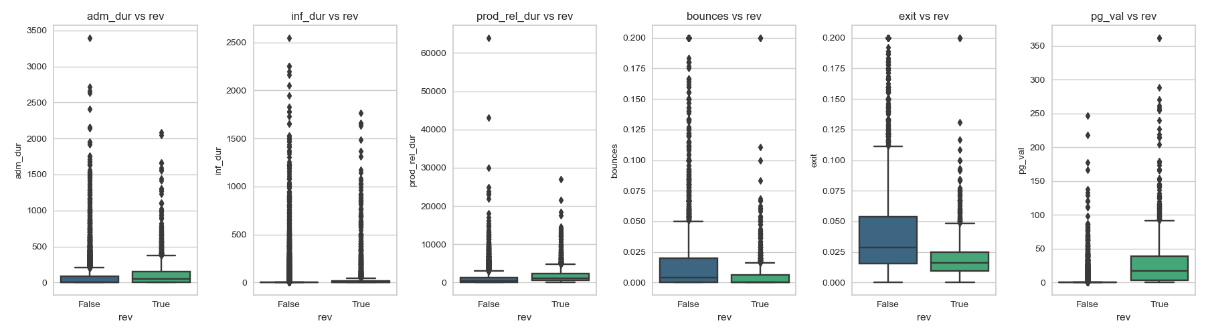 adm_dur vs rev
3500
3000
2500
2000
1500
1000
500
0
adm_dur
False True
rev
inf_dur vs rev
2500
2000
1500
1000
500
0
inf_dur
False True
rev
prod_rel_dur vs rev
60000
50000
40000
30000
20000
10000
0
prod_rel_dur
False True
rev
bounces vs rev
0.200
0.175
0.150
0.125
0.100
0.075
0.050
0.025
0.000
bounces
False True
rev
exit vs rev
0.200
0.175
0.150
0.125
0.100
0.075
0.050
0.025
0.000
exit
False True
rev
pg_val vs rev
350
300
250
200
150
100
50
0
pg_val
False True
rev